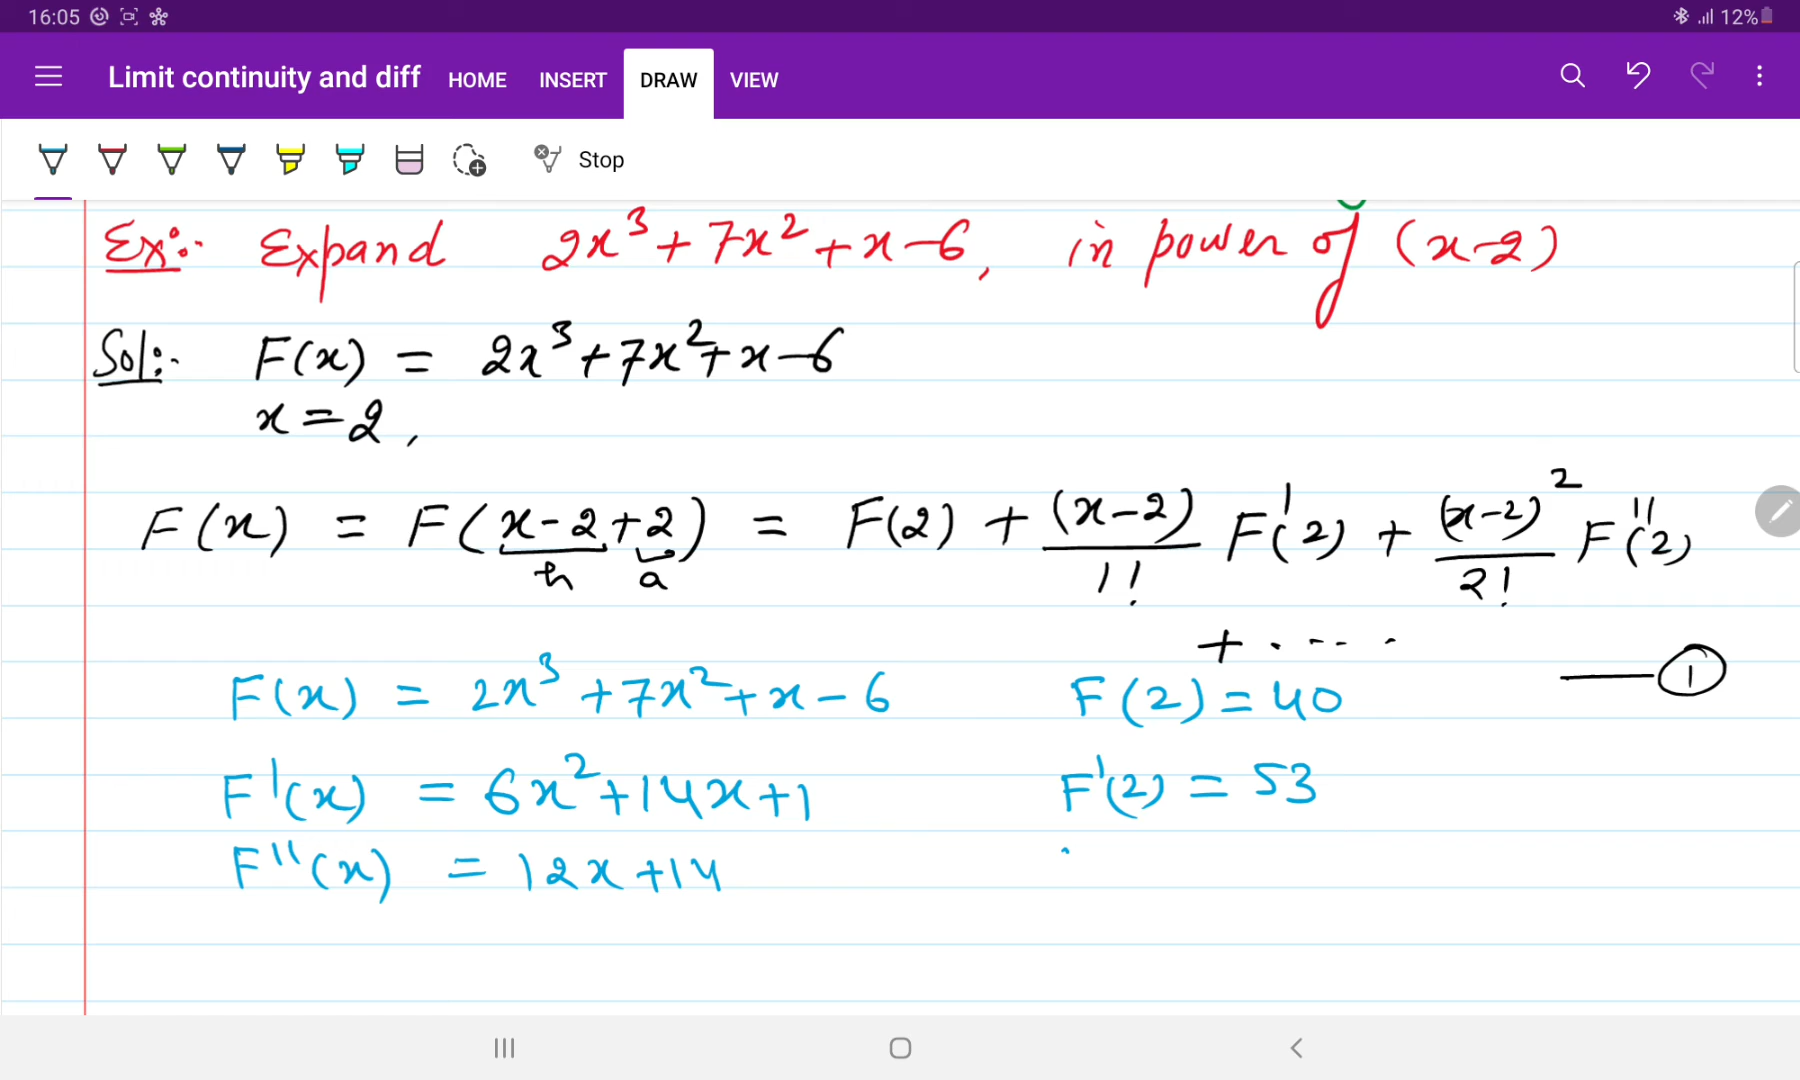 16:05 12%
Limit continuity and diff HOME INSERT DRAW VIEW
Stop
Ex:- Expand 2x³+7x²+x-6, in power of (x-2)
Sol:- F(x) = 2x³+7x²+x-6
x=2,
F(x) = F(x-2+2) = F(2) + (x-2)/1! F'(2) + (x-2)²/2! F''(2)
h a
+ . - - . 1
F(x) = 2x³+7x²+x-6 F(2)=40
F'(x) = 6x²+14x+1 F'(2) = 53
F''(x) = 12x+14